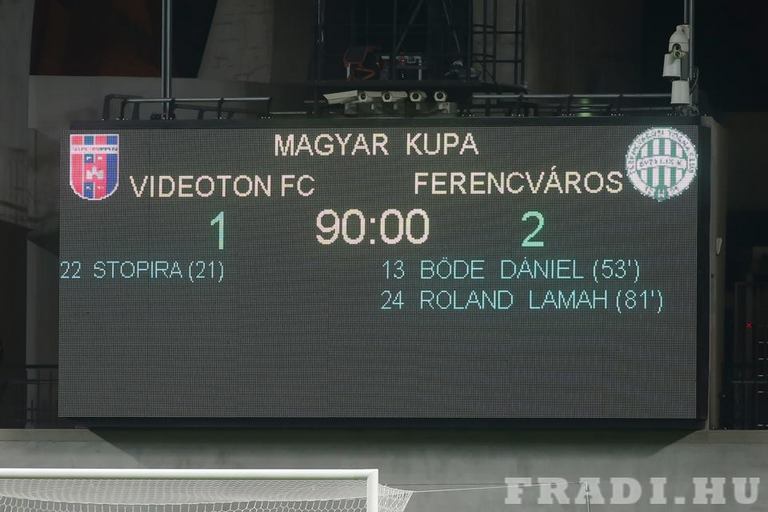 MAGYAR KUPA
VIDEOTON FC FERENCVÁROS
1 90:00 2
22 STOPIRA (21) 13 BÖDE DÁNIEL (53')
24 ROLAND LAMAH (81')
FRADI.HU